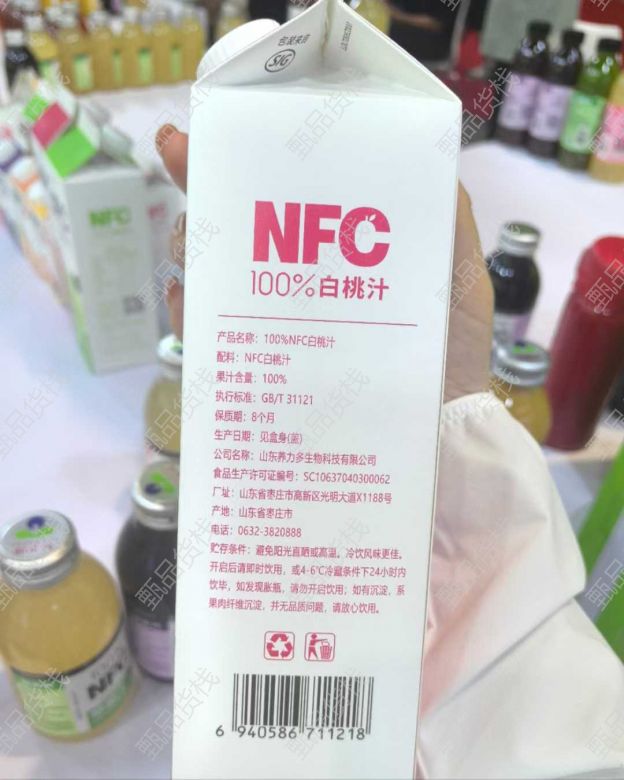 包装来自
SIG
NFC
NFC
100%白桃汁
产品名称：100%NFC白桃汁
配料：NFC白桃汁
果汁含量：100%
执行标准：GB/T 31121
保质期：8个月
生产日期：见盒身(盖)
公司名称：山东养力多生物科技有限公司
食品生产许可证编号：SC10637040300062
厂址：山东省枣庄市高新区光明大道X1188号
产地：山东省枣庄市
电话：0632-3820888
贮存条件：避免阳光直晒或高温。冷饮风味更佳。
开启后请即时饮用，或4-6℃冷藏条件下24小时内
饮毕，如发现胀瓶，请勿开启饮用；如有沉淀，系
果肉纤维沉淀，并无品质问题，请放心饮用。
6 940586 711218
NFC
甄品货栈